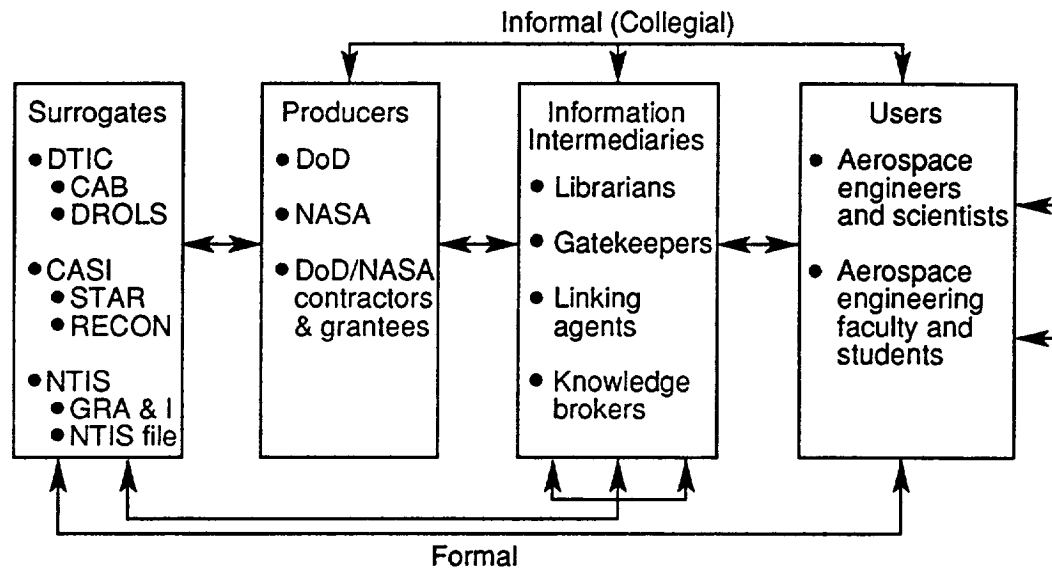 Informal (Collegial)
Surrogates
• DTIC
• CAB
• DROLS
• CASI
• STAR
• RECON
• NTIS
• GRA & I
• NTIS file
Producers
• DoD
• NASA
• DoD/NASA
contractors
& grantees
Information
Intermediaries
• Librarians
• Gatekeepers
• Linking
agents
• Knowledge
brokers
Users
• Aerospace
engineers
and scientists
• Aerospace
engineering
faculty and
students
Formal